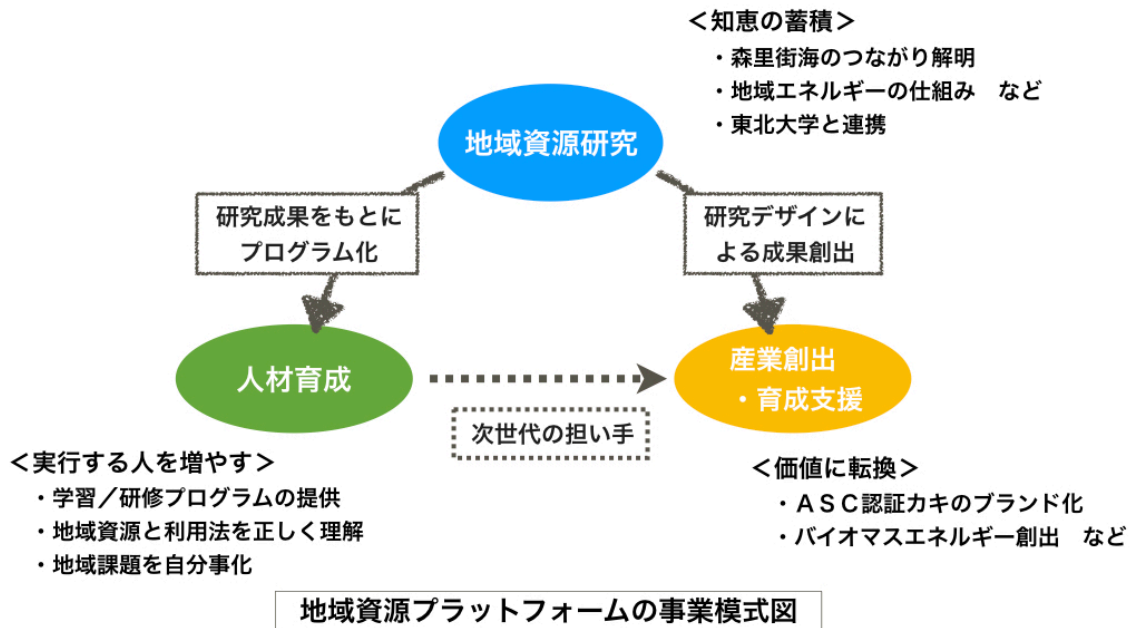 ＜知恵の蓄積＞
・森里街海のつながり解明
・地域エネルギーの仕組み　など
・東北大学と連携
地域資源研究
研究成果をもとに
プログラム化
研究デザインに
よる成果創出
人材育成
産業創出
・育成支援
次世代の担い手
＜実行する人を増やす＞
・学習／研修プログラムの提供
・地域資源と利用法を正しく理解
・地域課題を自分事化
＜価値に転換＞
・ＡＳＣ認証カキのブランド化
・バイオマスエネルギー創出　など
地域資源プラットフォームの事業模式図